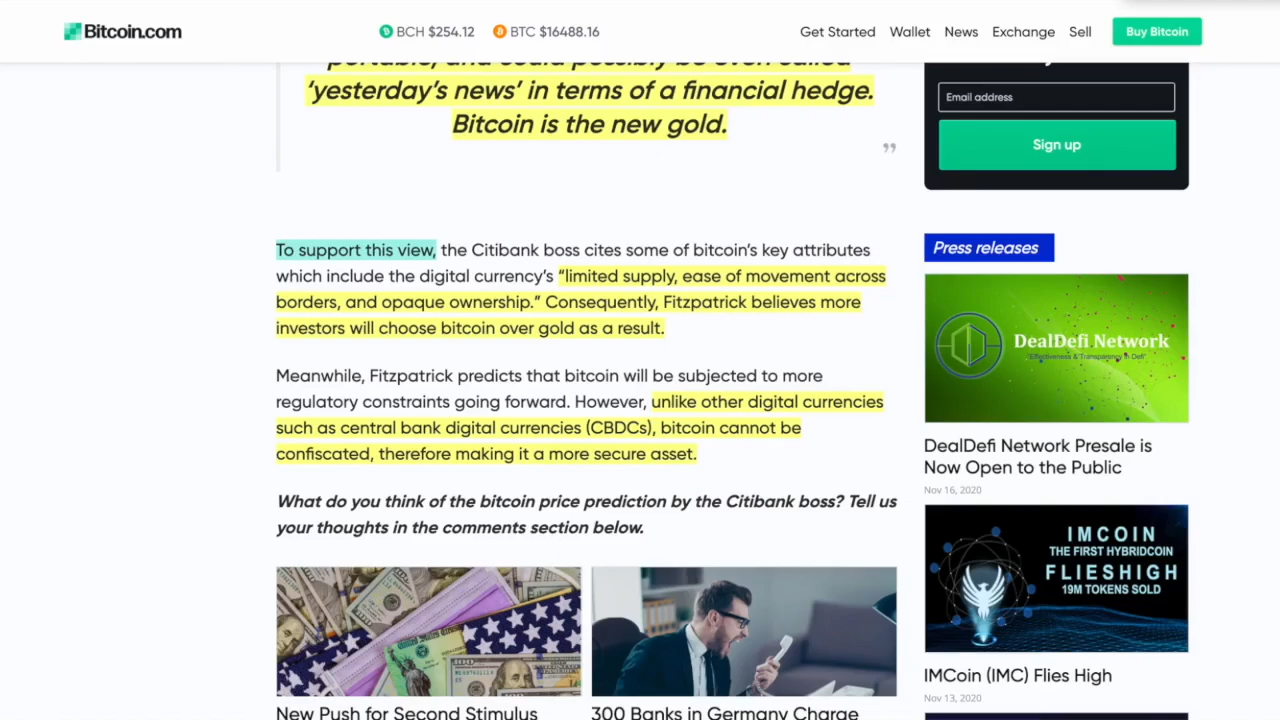 Bitcoin.com
BCH $254.12 BTC $16488.16
Get Started Wallet News Exchange Sell Buy Bitcoin
portable, and could possibly be even called
‘yesterday’s news’ in terms of a financial hedge.
Bitcoin is the new gold.
”
To support this view, the Citibank boss cites some of bitcoin’s key attributes
which include the digital currency’s “limited supply, ease of movement across
borders, and opaque ownership.” Consequently, Fitzpatrick believes more
investors will choose bitcoin over gold as a result.
Meanwhile, Fitzpatrick predicts that bitcoin will be subjected to more
regulatory constraints going forward. However, unlike other digital currencies
such as central bank digital currencies (CBDCs), bitcoin cannot be
confiscated, therefore making it a more secure asset.
What do you think of the bitcoin price prediction by the Citibank boss? Tell us
your thoughts in the comments section below.
New Push for Second Stimulus
300 Banks in Germany Charge
Email address
Sign up
Press releases
DealDefi Network
Effectiveness & Transparency in Defi
DealDefi Network Presale is
Now Open to the Public
Nov 16, 2020
IMCOIN
THE FIRST HYBRIDCOIN
FLIESHIGH
19M TOKENS SOLD
IMCoin (IMC) Flies High
Nov 13, 2020